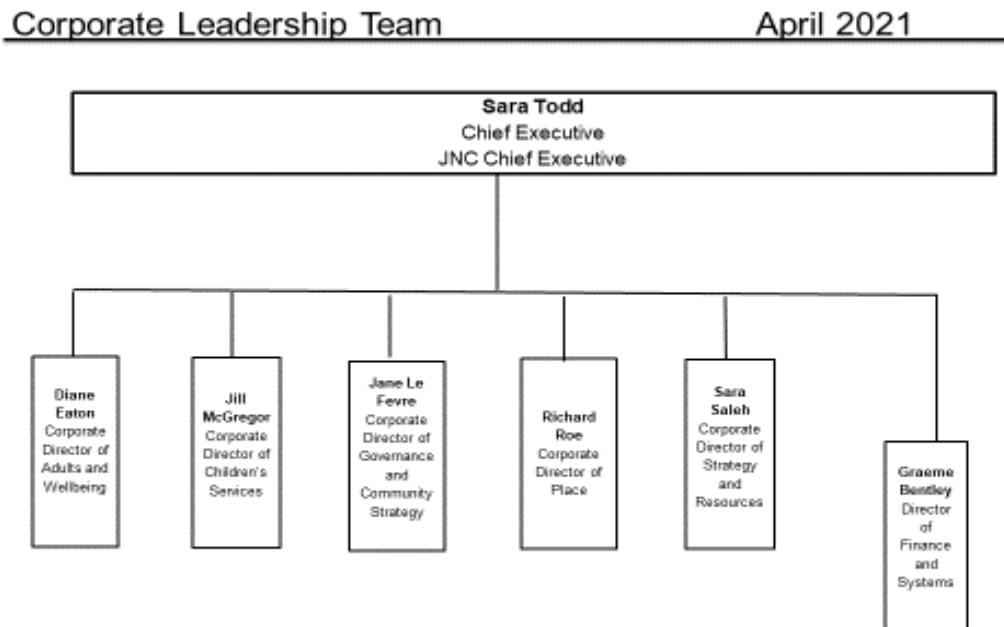 Corporate Leadership Team April 2021
Sara Todd
Chief Executive
JNC Chief Executive
Diane
Eaton
Corporate
Director of
Adults and
Wellbeing
Jill
McGregor
Corporate
Director of
Children's
Services
Jane Le
Fevre
Corporate
Director of
Governance
and
Community
Strategy
Richard
Roe
Corporate
Director of
Place
Sara
Saleh
Corporate
Director of
Strategy
and
Resources
Graeme
Bentley
Director
of
Finance
and
Systems